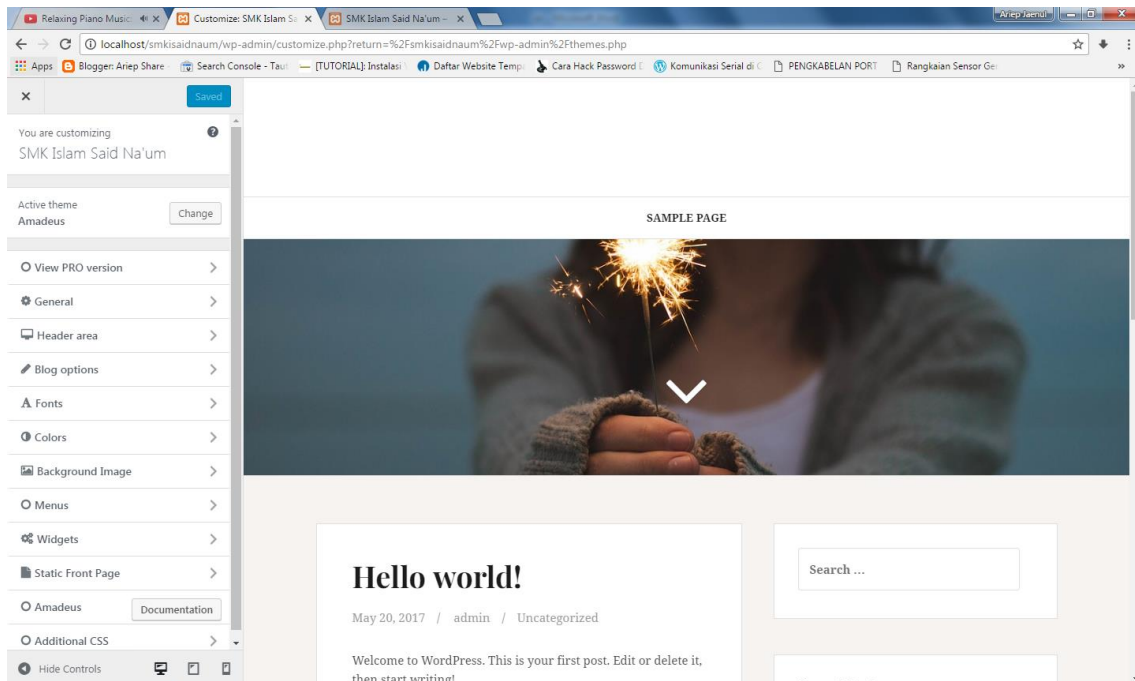 Relaxing Piano Music:
Customize: SMK Islam Sa
SMK Islam Said Na'um –
Ariep Jaenul
localhost/smkisaidnaum/wp-admin/customize.php?return=%2Fsmkisaidnaum%2Fwp-admin%2Fthemes.php
Apps Blogger: Ariep Share - Search Console - Taut [TUTORIAL]: Instalasi Daftar Website Temp Cara Hack Password Komunikasi Serial di PENGKABELAN PORT Rangkaian Sensor Ge
Saved
You are customizing
SMK Islam Said Na'um
Active theme
Amadeus
Change
View PRO version
General
Header area
Blog options
Fonts
Colors
Background Image
Menus
Widgets
Static Front Page
Amadeus
Documentation
Additional CSS
Hide Controls
SAMPLE PAGE
Hello world!
May 20, 2017 / admin / Uncategorized
Welcome to WordPress. This is your first post. Edit or delete it,
then start writing!
Search ...